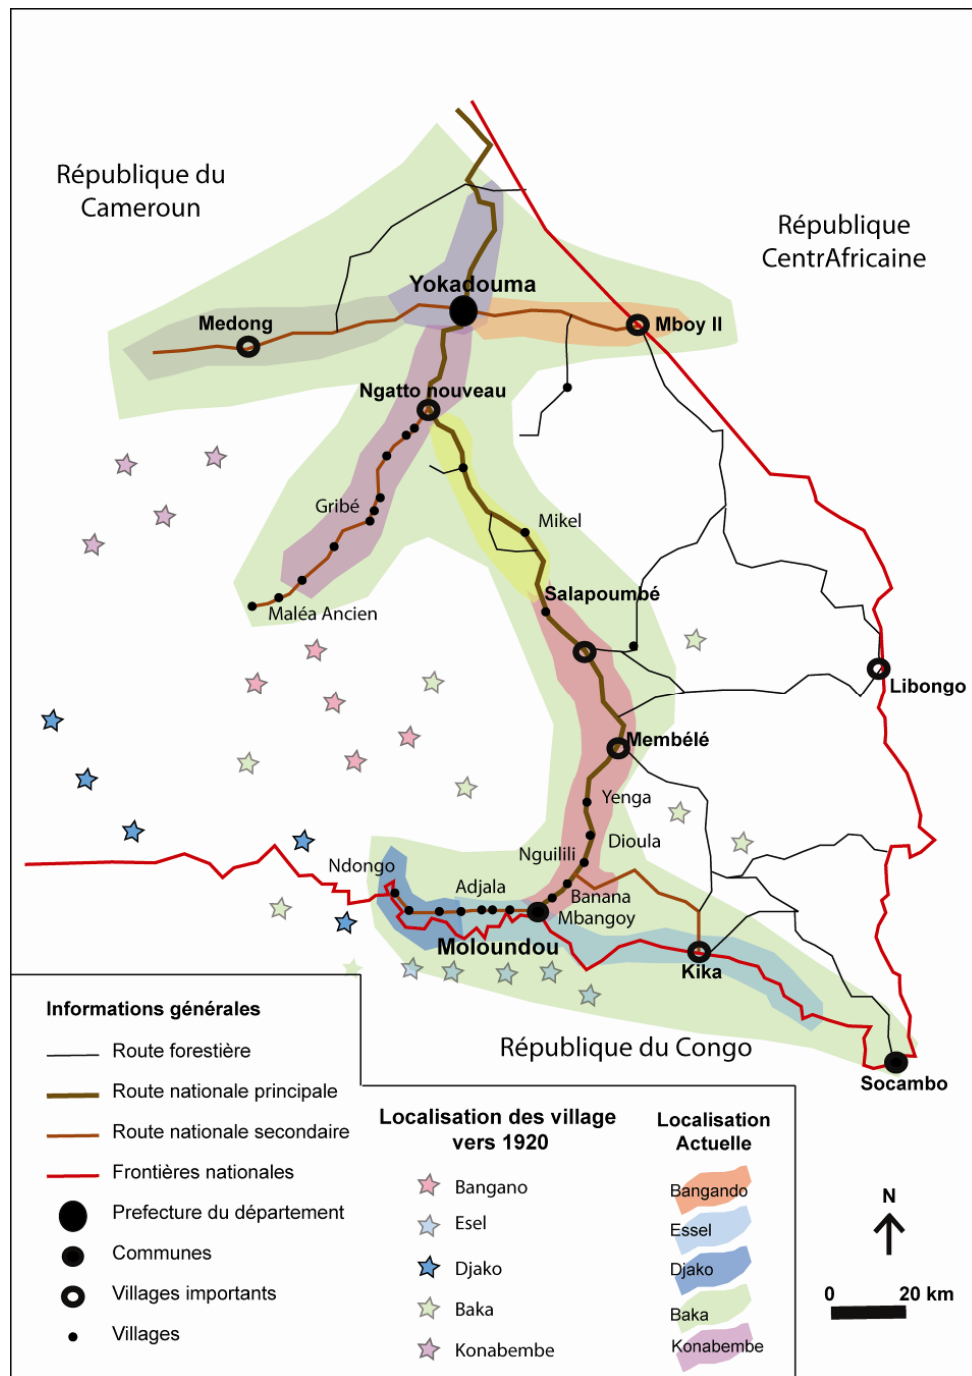 République du
Cameroun
République
CentrAfricaine
Yokadouma
Medong
Mboy II
Ngatto nouveau
Gribé
Mikel
Salapoumbé
Maléa Ancien
Libongo
Membélé
Yenga
Dioula
Nguilili
Ndongo
Adjala
Banana
Mbangoy
Moloundou
Kika
République du Congo
Socambo
Informations générales
Route forestière
Route nationale principale
Route nationale secondaire
Frontières nationales
Prefecture du département
Communes
Villages importants
Villages
Localisation des village
vers 1920
Bangano
Esel
Djako
Baka
Konabembe
Localisation
Actuelle
Bangando
Essel
Djako
Baka
Konabembe
N
0 20 km